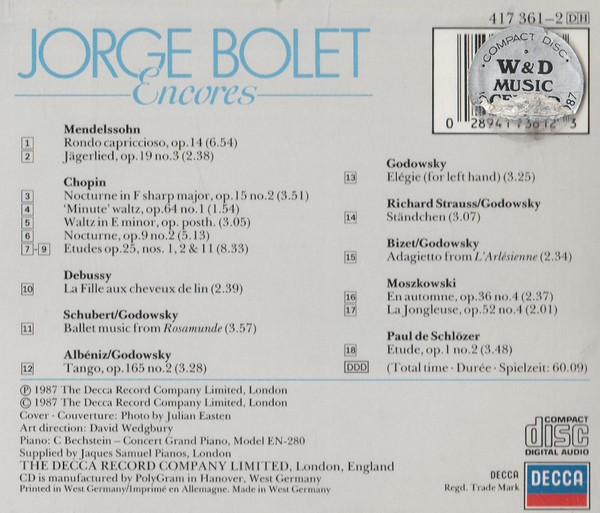 417 361-2 DH
JORGE BOLET
Encores
COMPACT DISC
W&D
MUSIC
0 28941 73612 3
Mendelssohn
1 Rondo capriccioso, op.14 (6.54)
2 Jägerlied, op.19 no.3 (2.38)
Chopin
3 Nocturne in F sharp major, op.15 no.2 (3.51)
4 ‘Minute’ waltz, op.64 no.1 (1.54)
5 Waltz in E minor, op. posth. (3.05)
6 Nocturne, op.9 no.2 (5.13)
7-9 Etudes op.25, nos. 1, 2 & 11 (8.33)
Debussy
10 La Fille aux cheveux de lin (2.39)
Schubert/Godowsky
11 Ballet music from Rosamunde (3.57)
Albéniz/Godowsky
12 Tango, op.165 no.2 (3.28)
Godowsky
13 Elégie (for left hand) (3.25)
Richard Strauss/Godowsky
14 Ständchen (3.07)
Bizet/Godowsky
15 Adagietto from L'Arlésienne (2.34)
Moszkowski
16 En automne, op.36 no.4 (2.37)
17 La Jongleuse, op.52 no.4 (2.01)
Paul de Schlözer
18 Etude, op.1 no.2 (3.48)
DDD (Total time · Durée · Spielzeit: 60.09)
℗ 1987 The Decca Record Company Limited, London
© 1987 The Decca Record Company Limited, London
Cover · Couverture: Photo by Julian Easten
Art direction: David Wedgbury
Piano: C Bechstein – Concert Grand Piano, Model EN-280
Supplied by Jaques Samuel Pianos, London
THE DECCA RECORD COMPANY LIMITED, London, England
CD is manufactured by PolyGram in Hanover, West Germany
Printed in West Germany/Imprimé en Allemagne. Made in West Germany
COMPACT
disc
DIGITAL AUDIO
DECCA
Regd. Trade Mark
DECCA